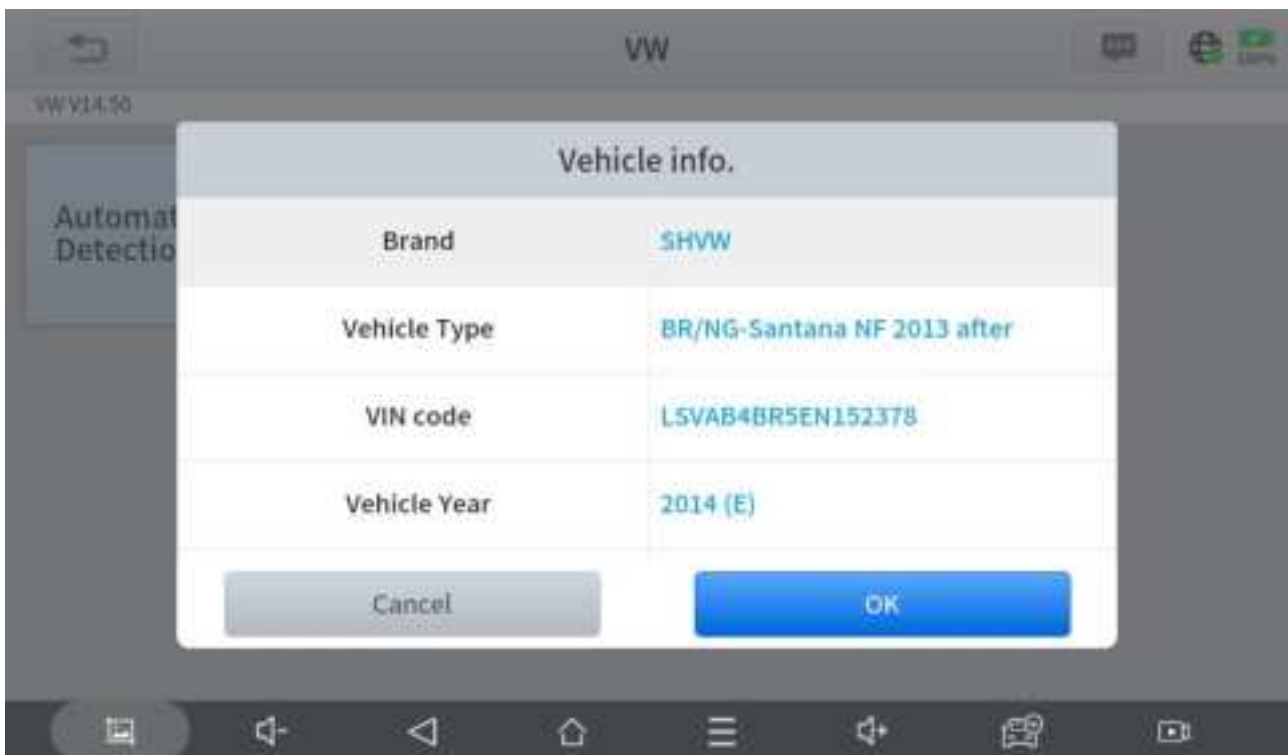 VW
VW V14.50
Vehicle info.
Automat
Detectio
Brand
SHVW
Vehicle Type
BR/NG-Santana NF 2013 after
VIN code
LSVAB4BR5EN152378
Vehicle Year
2014 (E)
Cancel
OK